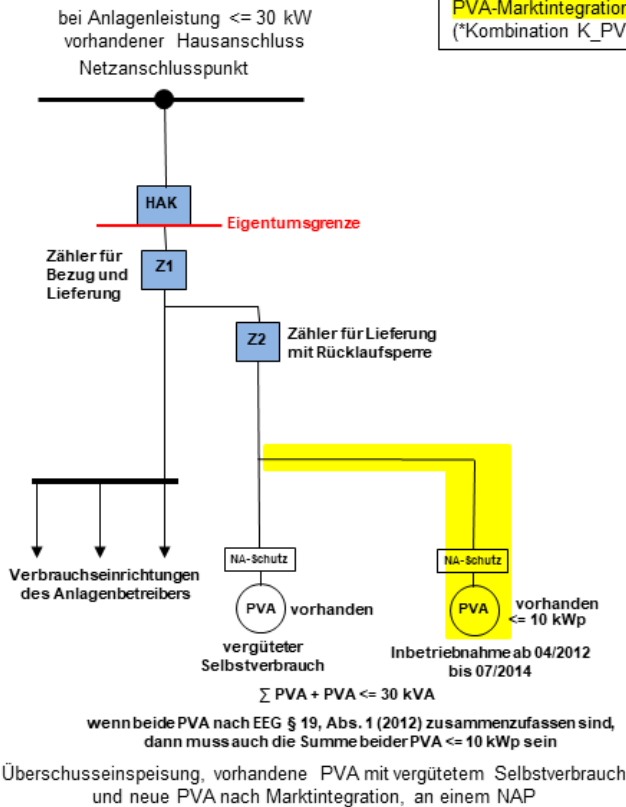 bei Anlagenleistung <= 30 kW
vorhandener Hausanschluss
Netzanschlusspunkt
PVA-Marktintegration
(*Kombination K_PV
HAK
Eigentumsgrenze
Zähler für
Bezug und
Lieferung
Z1
Z2
Zähler für Lieferung
mit Rücklaufsperre
Verbrauchseinrichtungen
des Anlagenbetreibers
NA-Schutz
PVA
vorhanden
vergüteter
Selbstverbrauch
NA-Schutz
PVA
vorhanden
<= 10 kWp
Inbetriebnahme ab 04/2012
bis 07/2014
∑ PVA + PVA <= 30 kVA
wenn beide PVA nach EEG § 19, Abs. 1 (2012) zusammenzufassen sind,
dann muss auch die Summe beider PVA <= 10 kWp sein
Überschusseinspeisung, vorhandene PVA mit vergütetem Selbstverbrauch
und neue PVA nach Marktintegration, an einem NAP